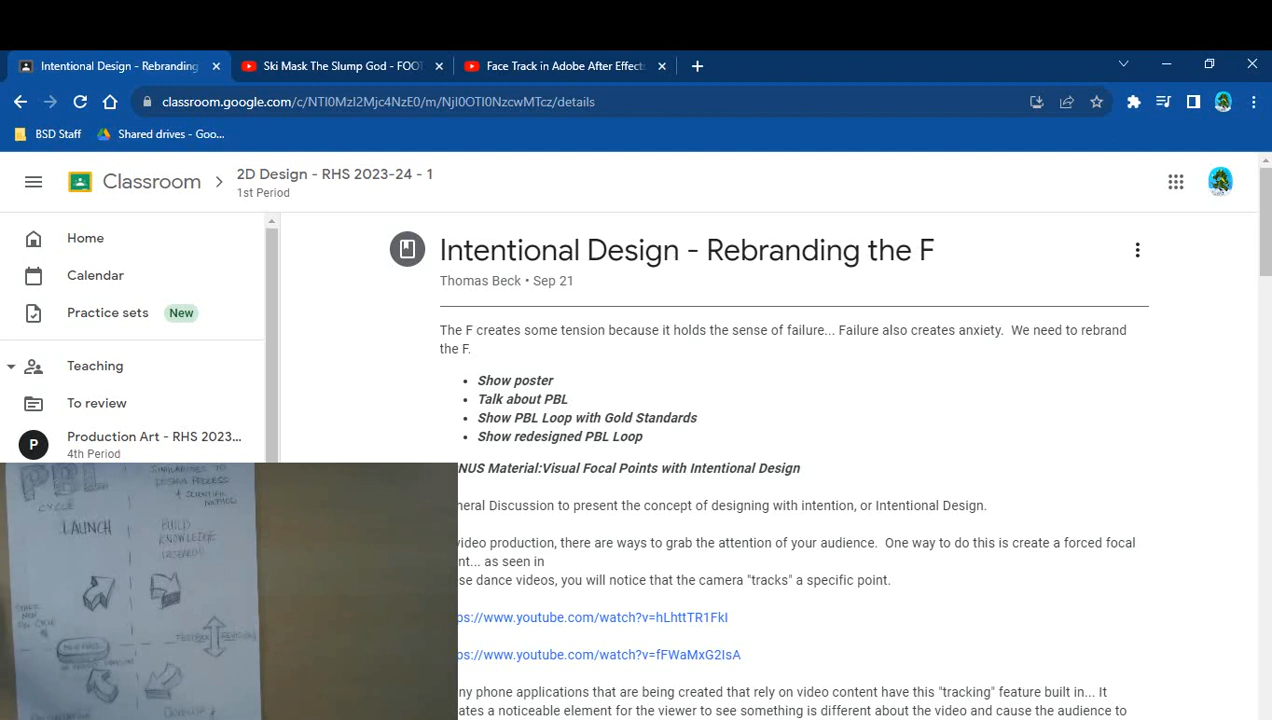 Intentional Design - Rebranding
Ski Mask The Slump God - FOOT
Face Track in Adobe After Effects
classroom.google.com/c/NTI0MzI2Mjc4NzE0/m/NjI0OTI0NzcwMTcz/details
BSD Staff
Shared drives - Goo...
Classroom
2D Design - RHS 2023-24 - 1
1st Period
Home
Calendar
Practice sets New
Teaching
To review
P
Production Art - RHS 2023...
4th Period
Intentional Design - Rebranding the F
Thomas Beck • Sep 21
The F creates some tension because it holds the sense of failure... Failure also creates anxiety. We need to rebrand
the F.
• Show poster
• Talk about PBL
• Show PBL Loop with Gold Standards
• Show redesigned PBL Loop
NUS Material:Visual Focal Points with Intentional Design
neral Discussion to present the concept of designing with intention, or Intentional Design.
video production, there are ways to grab the attention of your audience. One way to do this is create a forced focal
nt... as seen in
se dance videos, you will notice that the camera "tracks" a specific point.
ps://www.youtube.com/watch?v=hLhttTR1FkI
ps://www.youtube.com/watch?v=fFWaMxG2IsA
ny phone applications that are being created that rely on video content have this "tracking" feature built in... It
ates a noticeable element for the viewer to see something is different about the video and cause the audience to
PBL
CYCLE
SIMILARITIES TO
DESIGN PROCESS
& SCIENTIFIC
METHOD
LAUNCH
BUILD
KNOWLEDGE
(RESEARCH)